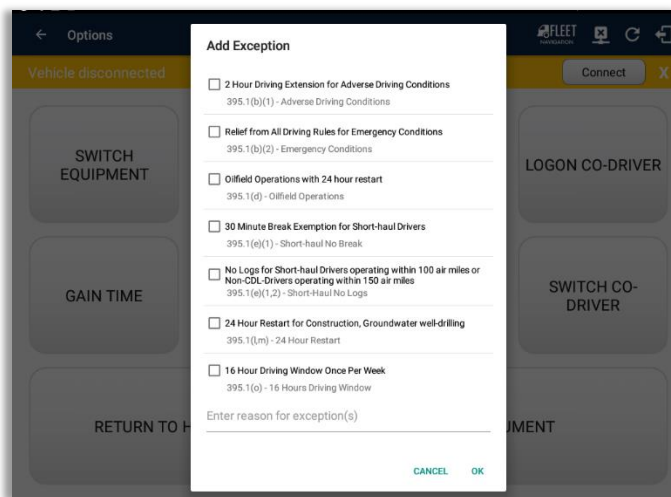 Options
FLEET
NAVIGATION
Vehicle disconnected
Connect
X
SWITCH
EQUIPMENT
LOGON CO-DRIVER
GAIN TIME
SWITCH CO-
DRIVER
RETURN TO
UMENT
Add Exception
2 Hour Driving Extension for Adverse Driving Conditions
395.1(b)(1) - Adverse Driving Conditions
Relief from All Driving Rules for Emergency Conditions
395.1(b)(2) - Emergency Conditions
Oilfield Operations with 24 hour restart
395.1(d) - Oilfield Operations
30 Minute Break Exemption for Short-haul Drivers
395.1(e)(1) - Short-haul No Break
No Logs for Short-haul Drivers operating within 100 air miles or
Non-CDL-Drivers operating within 150 air miles
395.1(e)(1,2) - Short-Haul No Logs
24 Hour Restart for Construction, Groundwater well-drilling
395.1(l,m) - 24 Hour Restart
16 Hour Driving Window Once Per Week
395.1(o) - 16 Hours Driving Window
Enter reason for exception(s)
CANCEL
OK